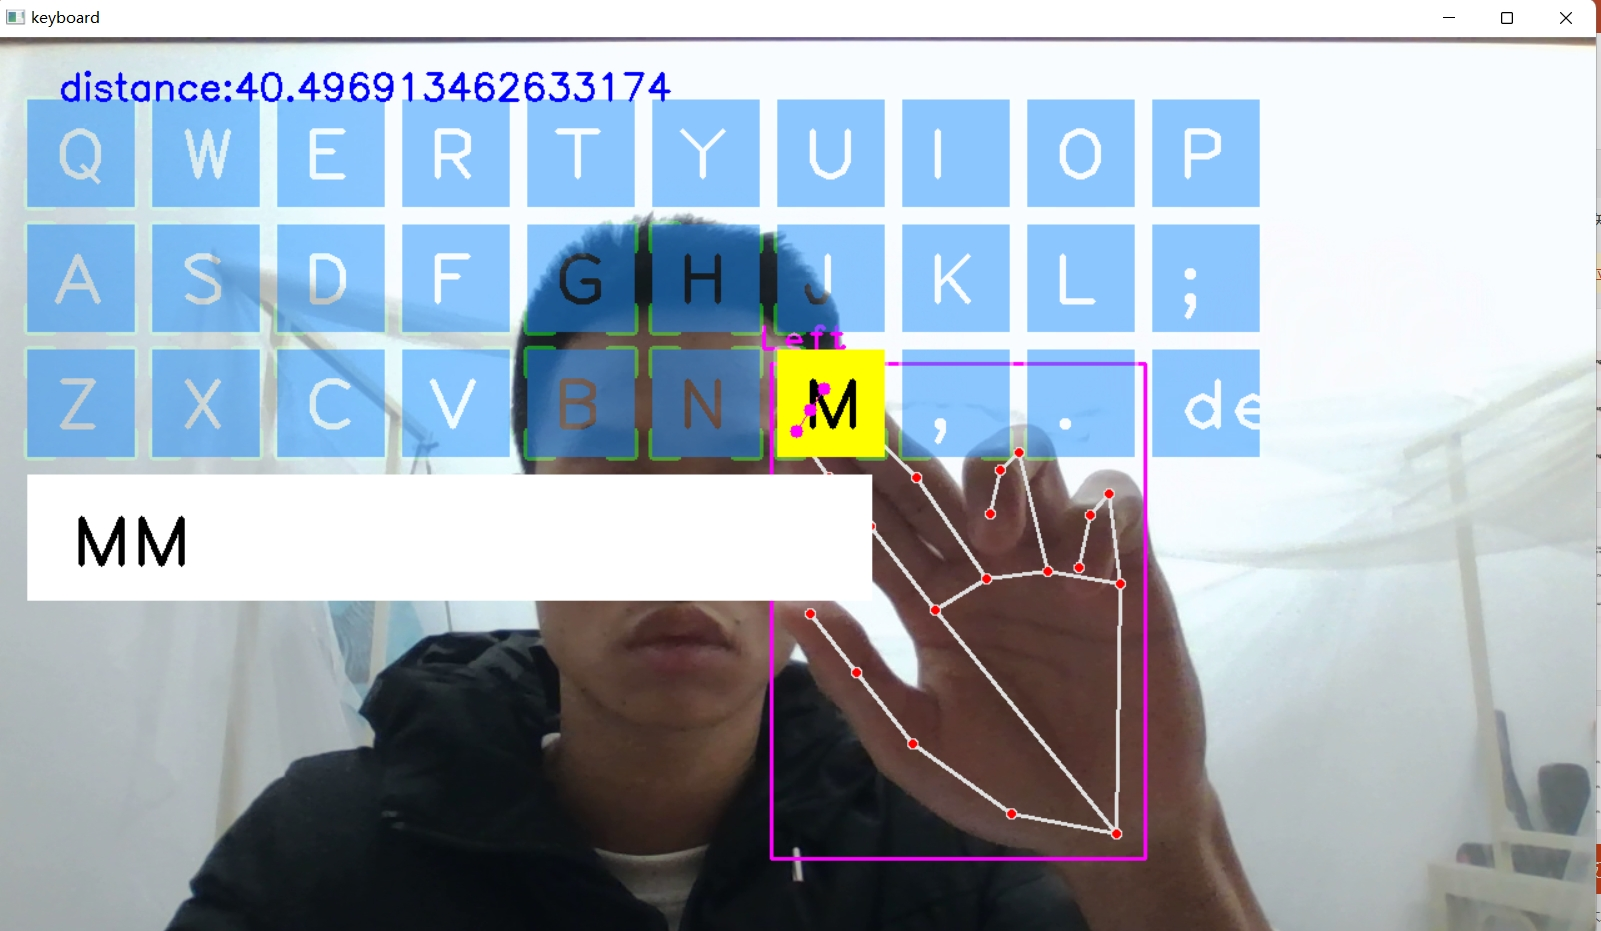 keyboard
distance:40.496913462633174
Q W E R T Y U I O P
A S D F G H J K L ;
Left
Z X C V B N M , . de
MM